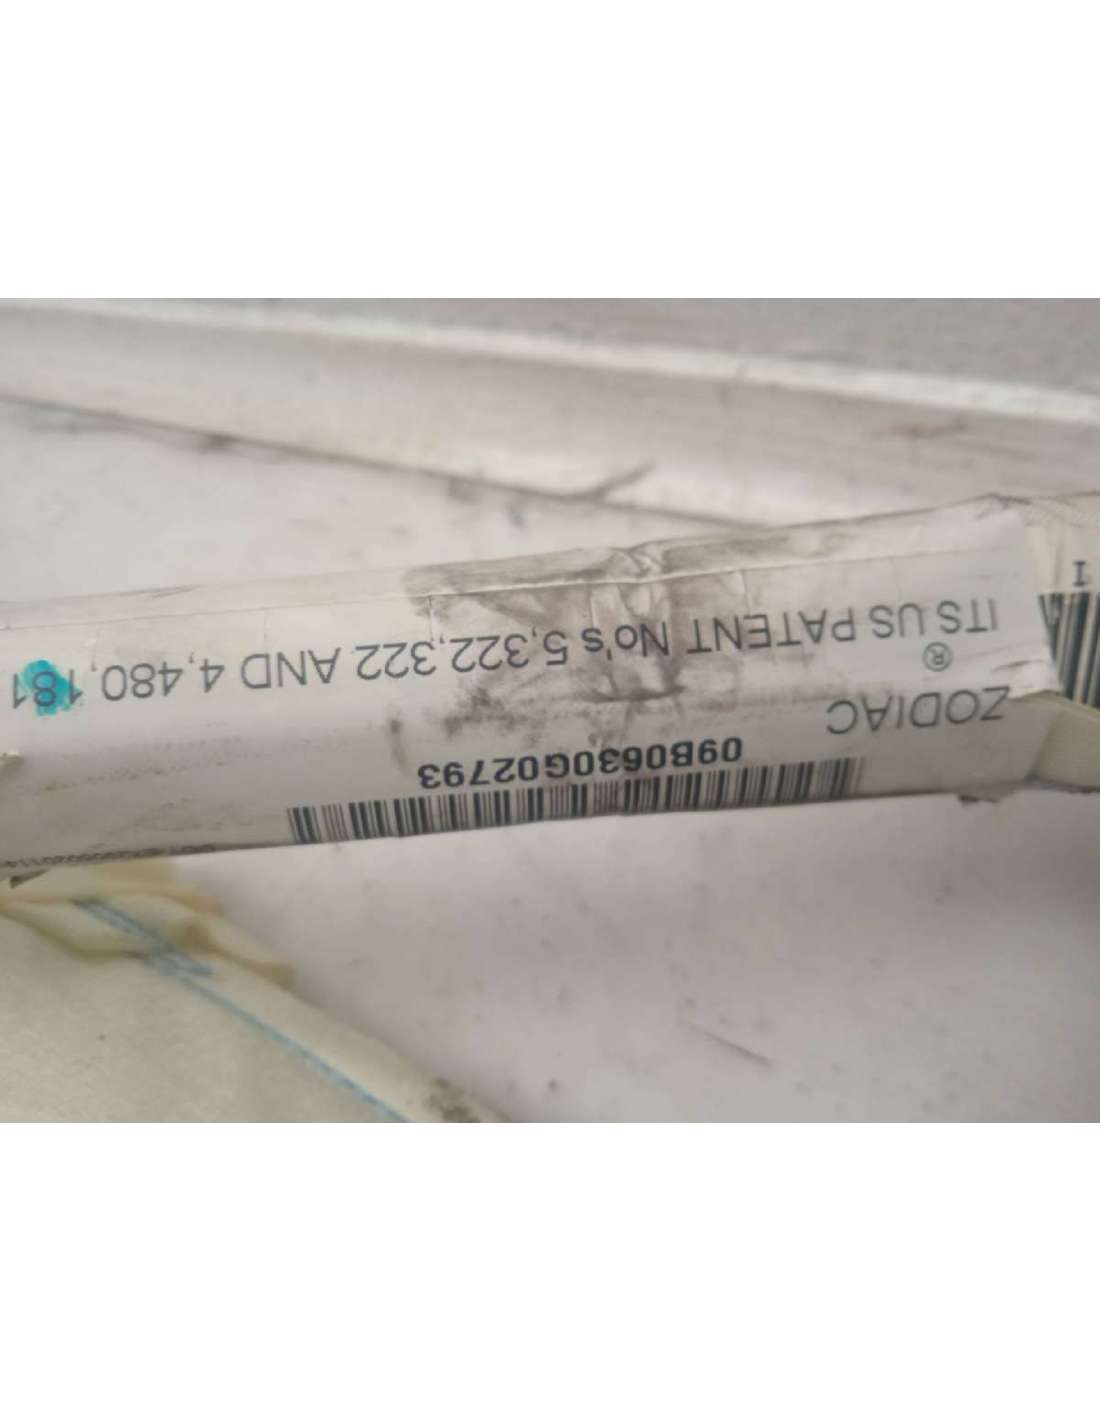 09B0630G02793
ZODIAC
®
ITS US PATENT No's 5,322,322 AND 4,480,181
I